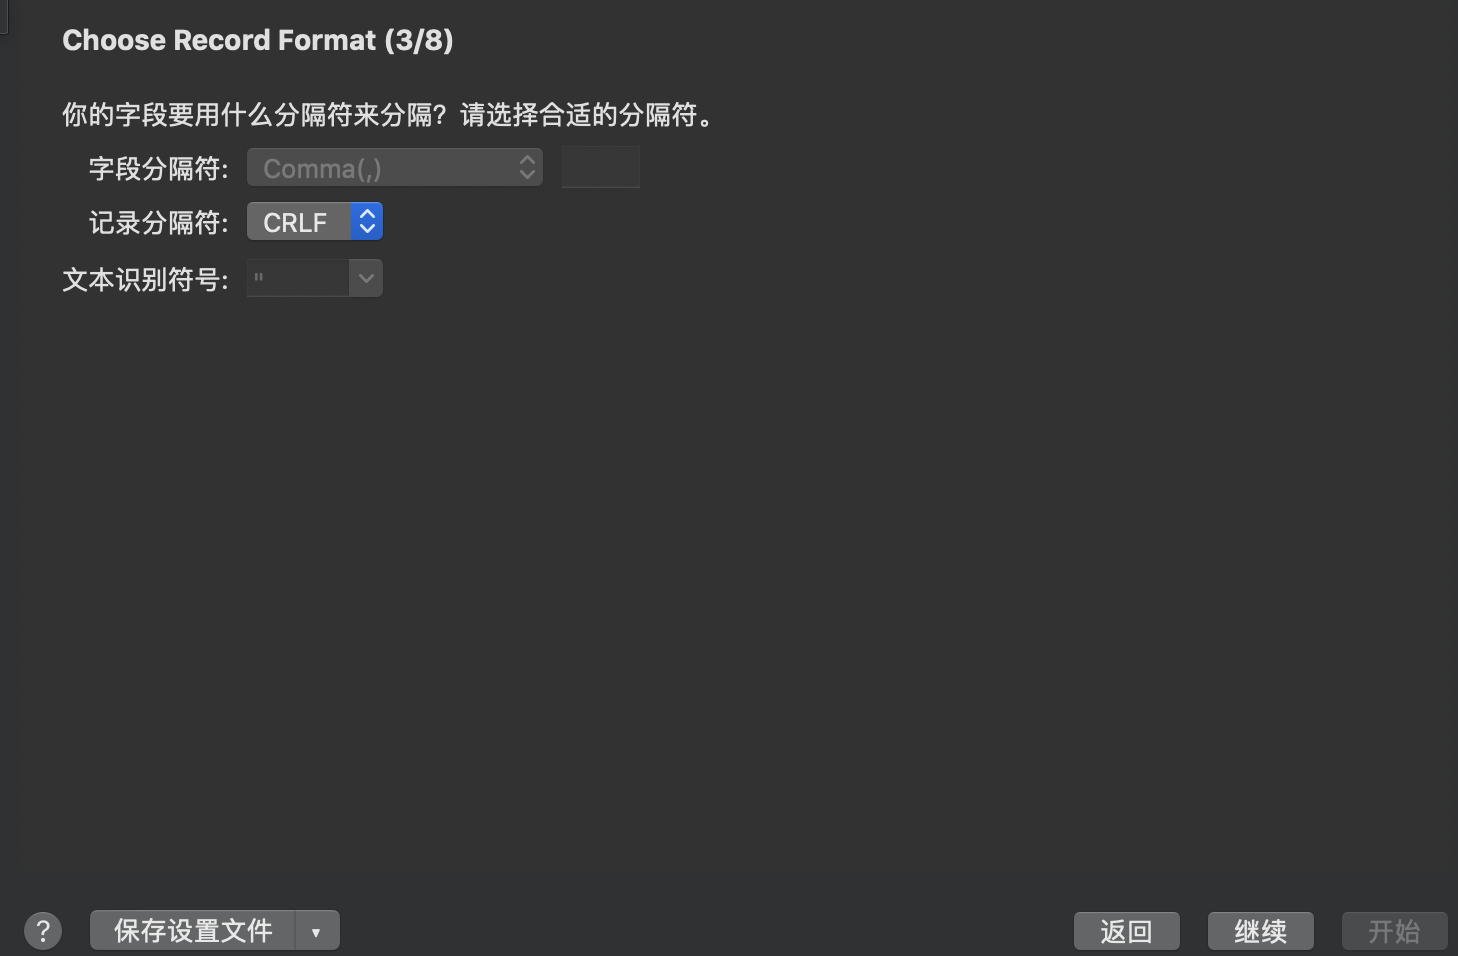 Choose Record Format (3/8)
你的字段要用什么分隔符来分隔？请选择合适的分隔符。
字段分隔符: Comma(,)
记录分隔符: CRLF
文本识别符号: "
? 保存设置文件 ▼ 返回 继续 开始